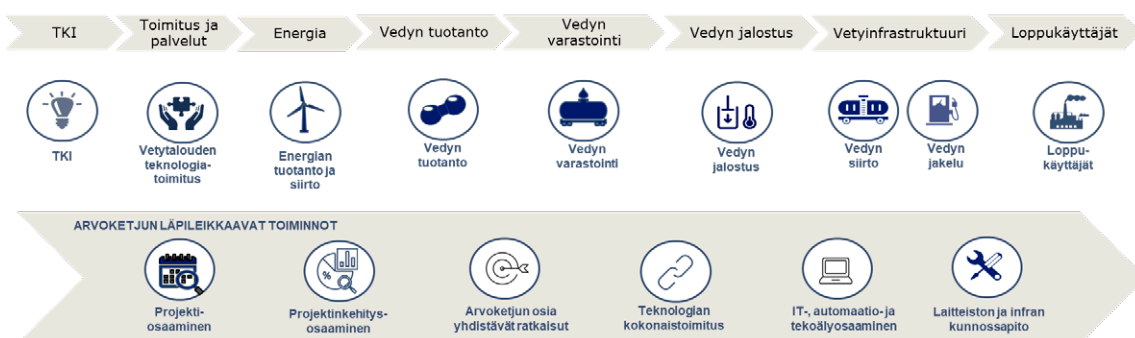 TKI
Toimitus ja
palvelut
Energia
Vedyn tuotanto
Vedyn
varastointi
Vedyn jalostus
Vetyinfrastruktuuri
Loppukäyttäjät
TKI
Vetytalouden
teknologia-
toimitus
Energian
tuotanto ja
siirto
Vedyn
tuotanto
Vedyn
varastointi
Vedyn
jalostus
Vedyn
siirto
Vedyn
jakelu
Loppu-
käyttäjät
ARVOKETJUN LÄPILEIKKAAVAT TOIMINNOT
%
Projekti-
osaaminen
Projektinkehitys-
osaaminen
Arvoketjun osia
yhdistävät ratkaisut
Teknologian
kokonaistoimitus
IT-, automaatio- ja
tekoälyosaaminen
Laitteiston ja infran
kunnossapito